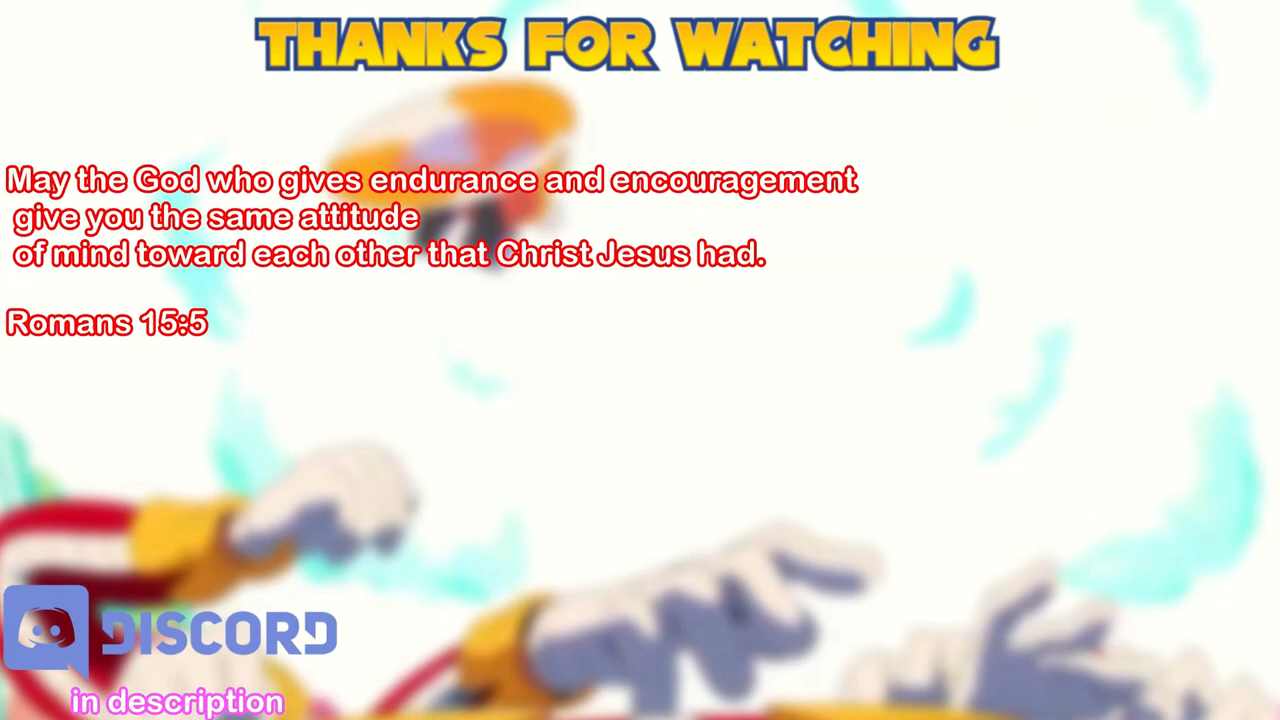 THANKS FOR WATCHING
May the God who gives endurance and encouragement
give you the same attitude
of mind toward each other that Christ Jesus had.
Romans 15:5
DISCORD
in description